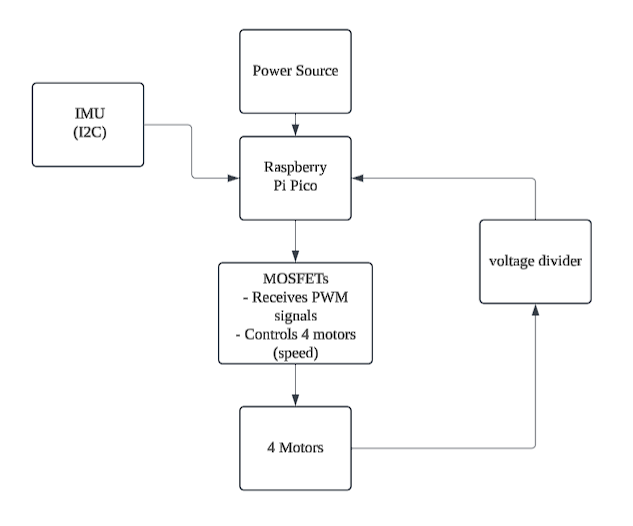 Power Source
IMU
(I2C)
Raspberry
Pi Pico
voltage divider
MOSFETs
- Receives PWM
signals
- Controls 4 motors
(speed)
4 Motors